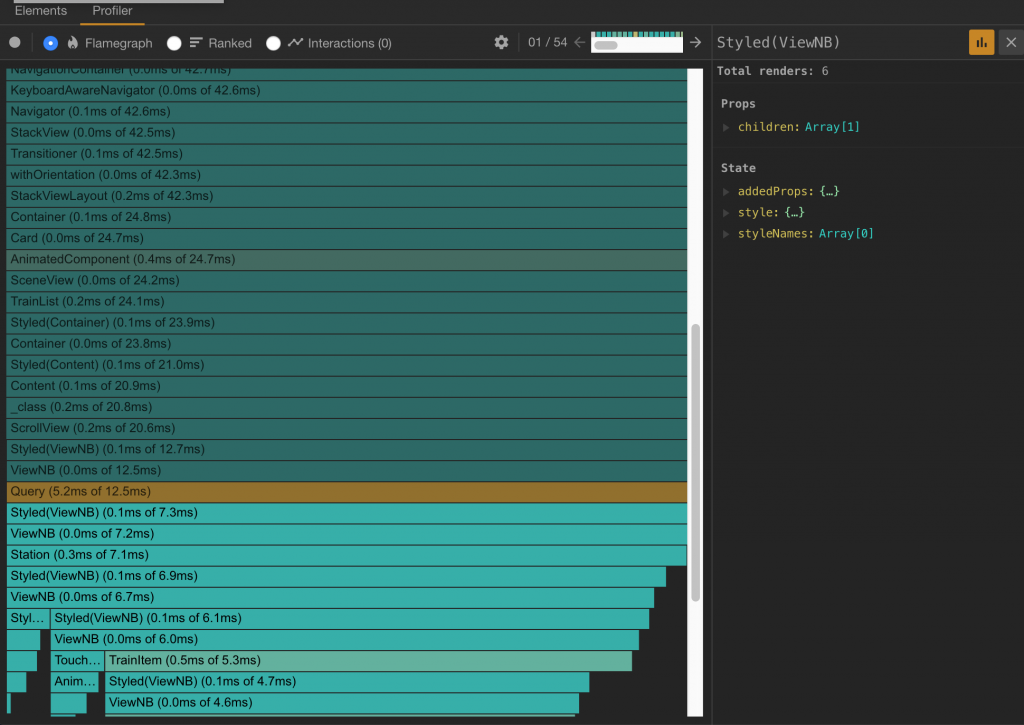 Elements Profiler
Flamegraph Ranked Interactions (0) 01 / 54 Styled(ViewNB)
Total renders: 6
NavigationContainer (0.0ms of 42.7ms)
KeyboardAwareNavigator (0.0ms of 42.6ms)
Navigator (0.1ms of 42.6ms)
StackView (0.0ms of 42.5ms)
Transitioner (0.1ms of 42.5ms)
withOrientation (0.0ms of 42.3ms)
StackViewLayout (0.2ms of 42.3ms)
Container (0.1ms of 24.8ms)
Card (0.0ms of 24.7ms)
AnimatedComponent (0.4ms of 24.7ms)
SceneView (0.0ms of 24.2ms)
TrainList (0.2ms of 24.1ms)
Styled(Container) (0.1ms of 23.9ms)
Container (0.0ms of 23.8ms)
Styled(Content) (0.1ms of 21.0ms)
Content (0.1ms of 20.9ms)
_class (0.2ms of 20.8ms)
ScrollView (0.2ms of 20.6ms)
Styled(ViewNB) (0.1ms of 12.7ms)
ViewNB (0.0ms of 12.5ms)
Query (5.2ms of 12.5ms)
Styled(ViewNB) (0.1ms of 7.3ms)
ViewNB (0.0ms of 7.2ms)
Station (0.3ms of 7.1ms)
Styled(ViewNB) (0.1ms of 6.9ms)
ViewNB (0.0ms of 6.7ms)
Styl... Styled(ViewNB) (0.1ms of 6.1ms)
ViewNB (0.0ms of 6.0ms)
Touch... TrainItem (0.5ms of 5.3ms)
Anim... Styled(ViewNB) (0.1ms of 4.7ms)
ViewNB (0.0ms of 4.6ms)
Props
children: Array[1]
State
addedProps: {…}
style: {…}
styleNames: Array[0]